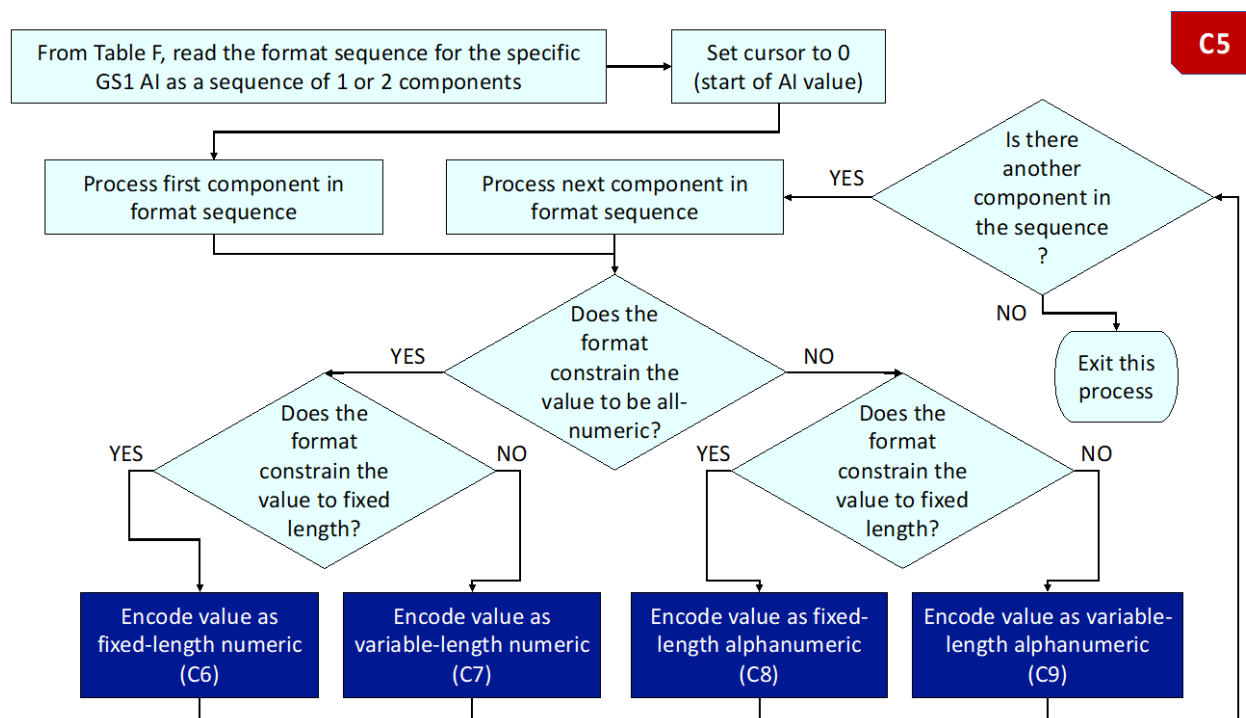 C5
From Table F, read the format sequence for the specific
GS1 AI as a sequence of 1 or 2 components
Set cursor to 0
(start of AI value)
Process first component in
format sequence
Process next component in
format sequence
YES
Is there
another
component in
the sequence
?
NO
Exit this
process
Does the
format
constrain the
value to be all-
numeric?
YES
NO
Does the
format
constrain the
value to fixed
length?
YES
NO
Does the
format
constrain the
value to fixed
length?
YES
NO
Encode value as
fixed-length numeric
(C6)
Encode value as
variable-length numeric
(C7)
Encode value as fixed-
length alphanumeric
(C8)
Encode value as variable-
length alphanumeric
(C9)